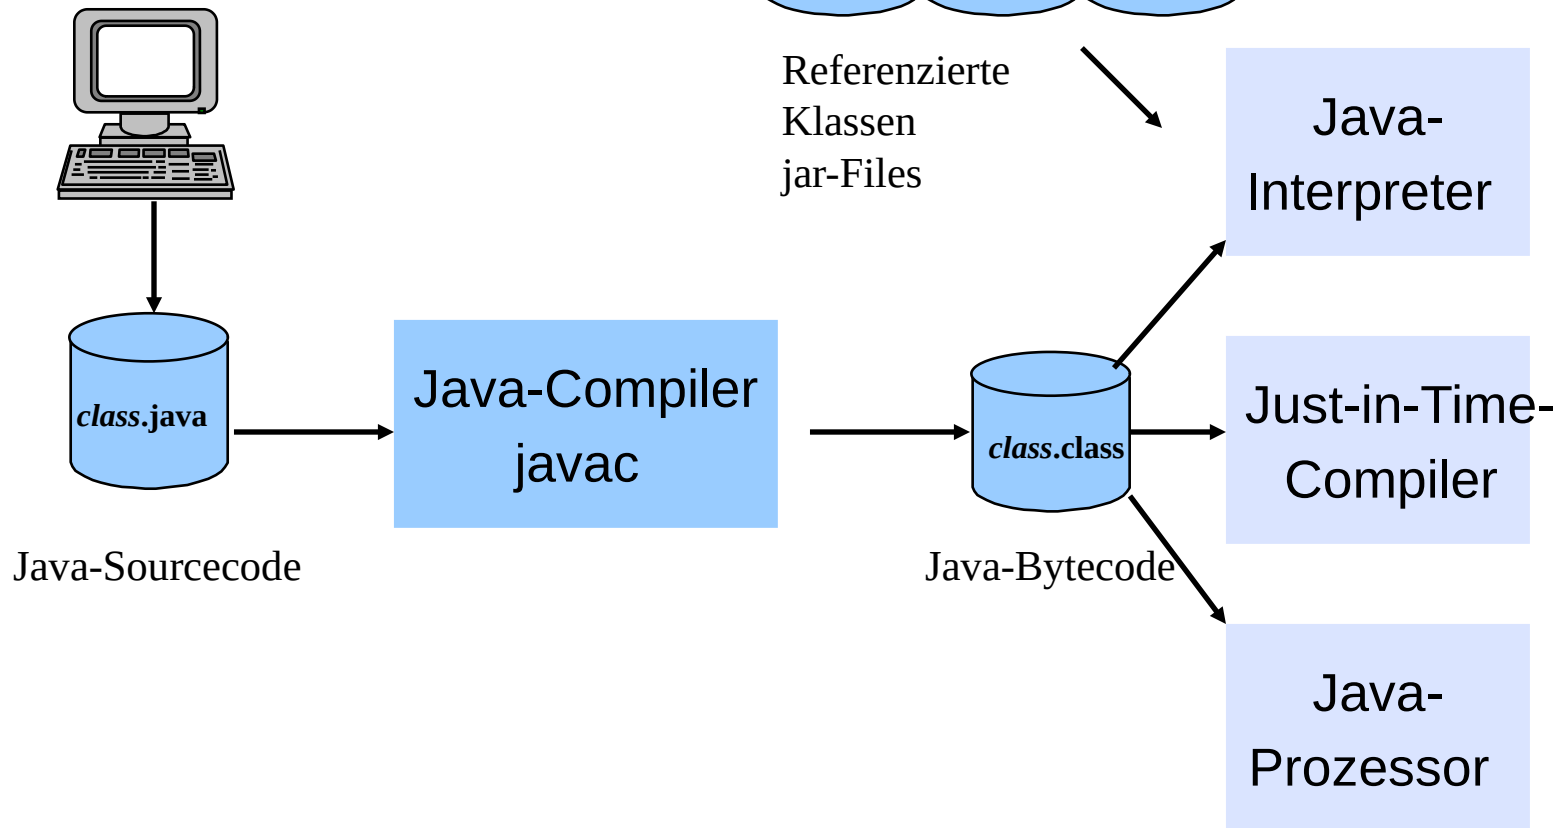 Referenzierte
Klassen
jar-Files
Java-
Interpreter
class.java
Java-Compiler
javac
class.class
Just-in-Time-
Compiler
Java-Sourcecode
Java-Bytecode
Java-
Prozessor